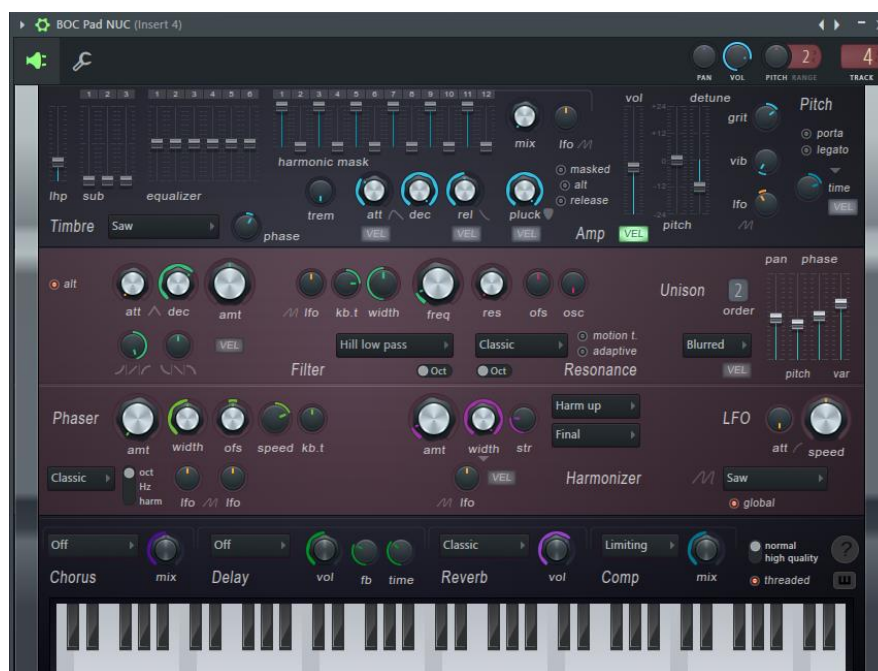 BOC Pad NUC (Insert 4)
PAN VOL PITCH RANGE 2 4 TRACK
1 2 3 1 2 3 4 5 6 1 2 3 4 5 6 7 8 9 10 11 12
vol detune Pitch
+24 +12 0 -12 -24
grit
porta
legato
mix lfo
harmonic mask
masked
alt
release
vib
lhp sub equalizer
trem att dec rel pluck
lfo time
VEL VEL VEL VEL VEL
Timbre Saw phase Amp pitch
pan phase
alt
Unison 2
order
att dec amt lfo kb.t width freq res ofs osc
VEL Hill low pass Classic motion t.
adaptive
Blurred
Filter Oct Oct Resonance VEL pitch var
Phaser Harm up LFO
Final
amt width ofs speed kb.t amt width str att speed
Classic oct
Hz
harm
lfo lfo lfo VEL Harmonizer Saw
global
Off Off Classic Limiting normal
high quality
?
Chorus mix Delay vol fb time Reverb vol Comp mix threaded